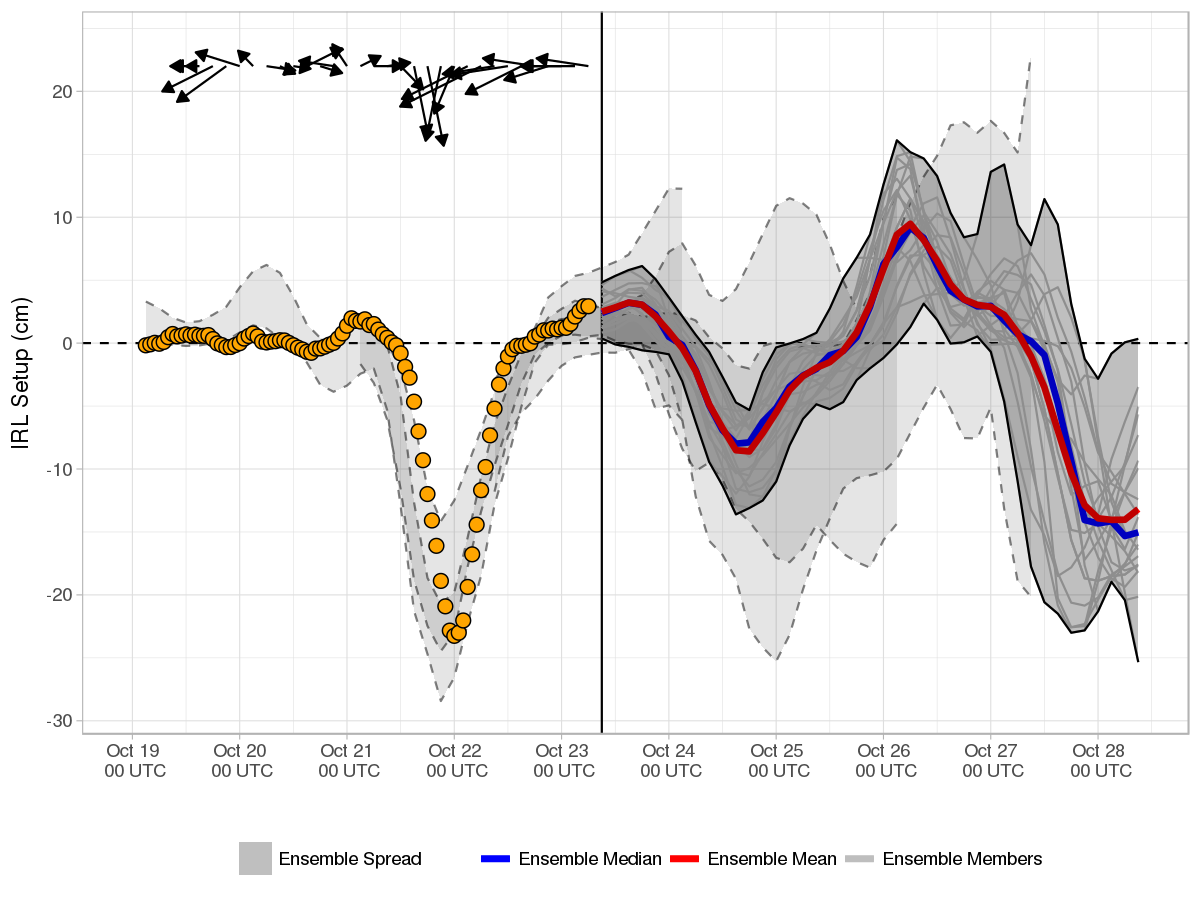 IRL Setup (cm)
20
10
0
-10
-20
-30
Oct 19 Oct 20 Oct 21 Oct 22 Oct 23 Oct 24 Oct 25 Oct 26 Oct 27 Oct 28
00 UTC 00 UTC 00 UTC 00 UTC 00 UTC 00 UTC 00 UTC 00 UTC 00 UTC 00 UTC
Ensemble Spread Ensemble Median Ensemble Mean Ensemble Members